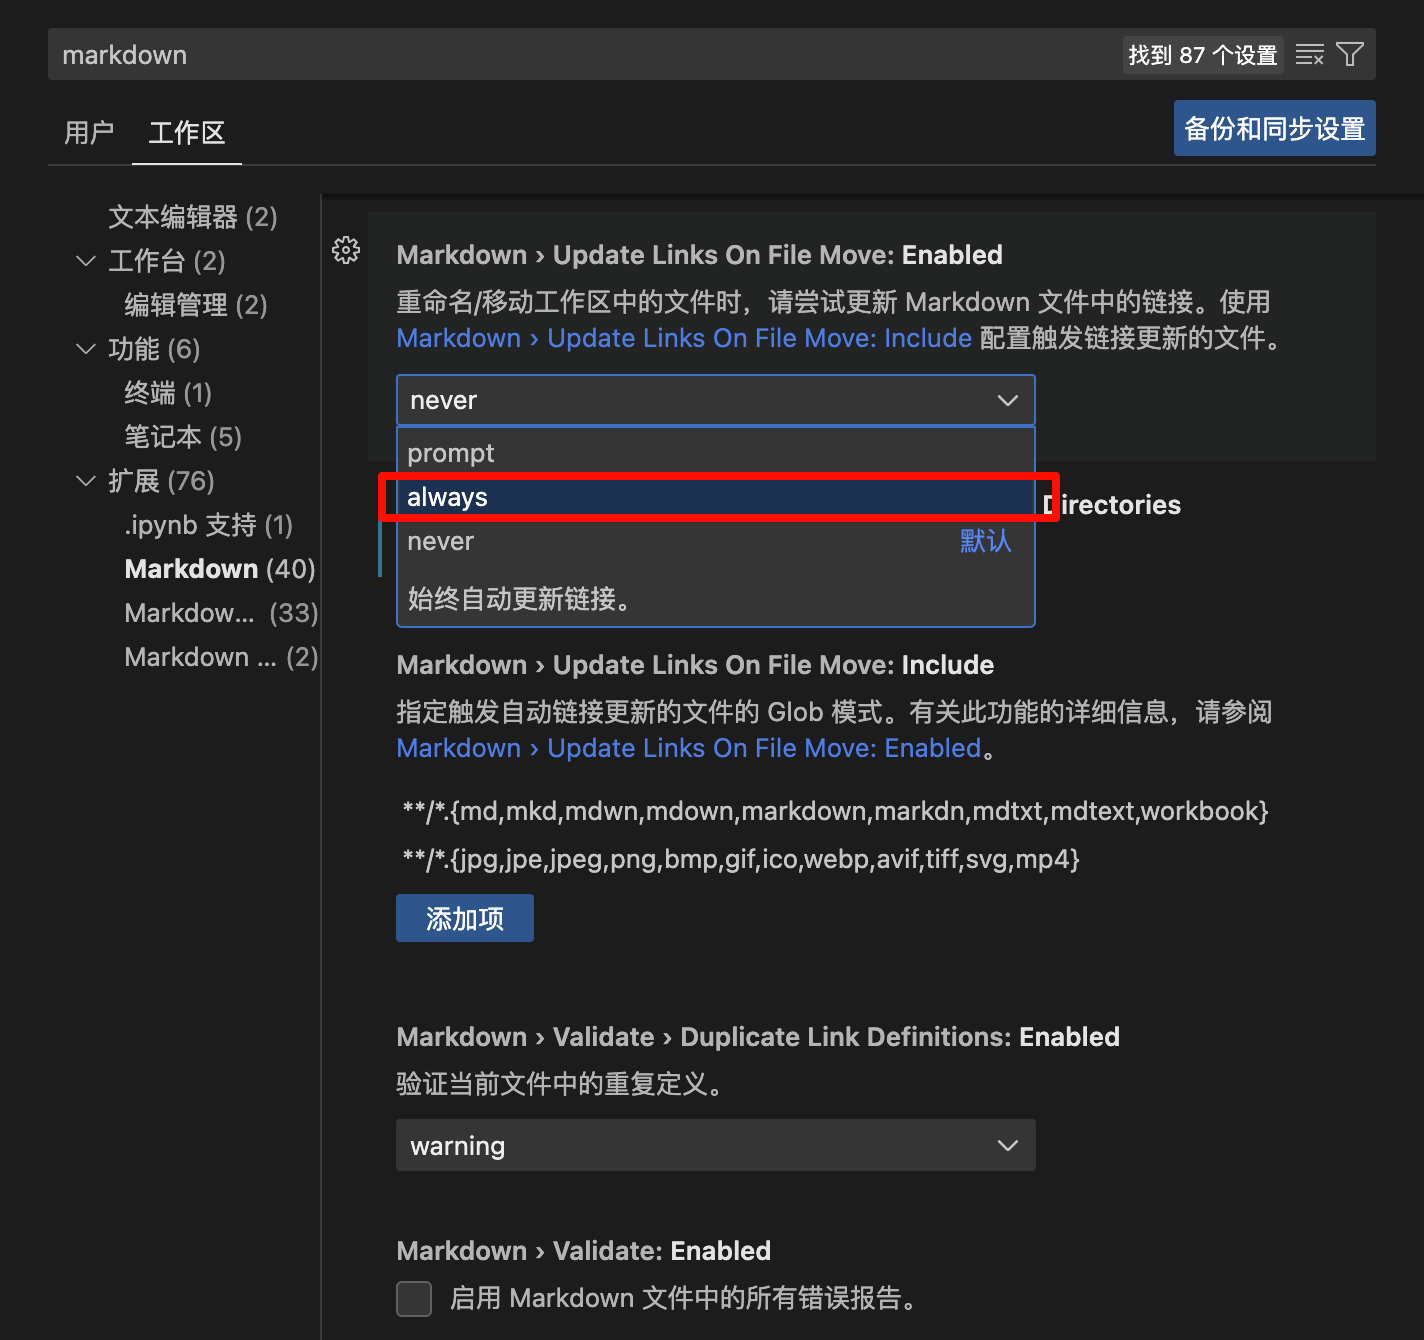 markdown
找到 87 个设置
用户
工作区
备份和同步设置
文本编辑器 (2)
工作台 (2)
编辑管理 (2)
功能 (6)
终端 (1)
笔记本 (5)
扩展 (76)
.ipynb 支持 (1)
Markdown (40)
Markdow... (33)
Markdown ... (2)
Markdown › Update Links On File Move: Enabled
重命名/移动工作区中的文件时，请尝试更新 Markdown 文件中的链接。使用
Markdown › Update Links On File Move: Include 配置触发链接更新的文件。
never
prompt
always
Directories
never 默认
始终自动更新链接。
Markdown › Update Links On File Move: Include
指定触发自动链接更新的文件的 Glob 模式。有关此功能的详细信息，请参阅
Markdown › Update Links On File Move: Enabled。
**/*.{md,mkd,mdwn,mdown,markdown,markdn,mdtxt,mdtext,workbook}
**/*.{jpg,jpe,jpeg,png,bmp,gif,ico,webp,avif,tiff,svg,mp4}
添加项
Markdown › Validate › Duplicate Link Definitions: Enabled
验证当前文件中的重复定义。
warning
Markdown › Validate: Enabled
启用 Markdown 文件中的所有错误报告。